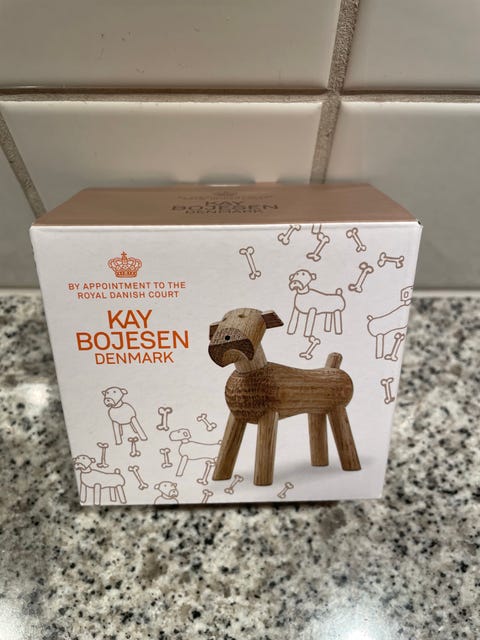 KAY
BOJESEN
DENMARK
BY APPOINTMENT TO THE
ROYAL DANISH COURT
KAY
BOJESEN
DENMARK